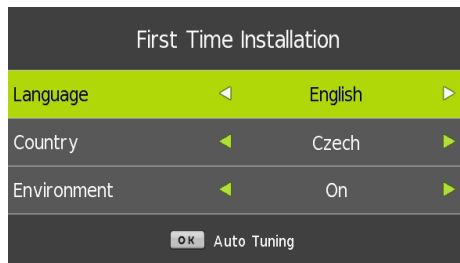 First Time Installation
Language English
Country Czech
Environment On
OK Auto Tuning